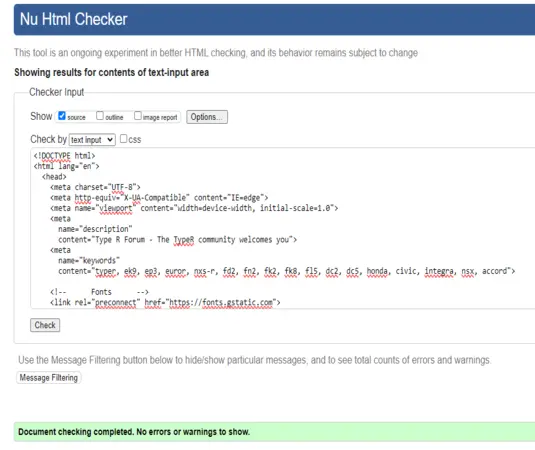 Nu Html Checker
This tool is an ongoing experiment in better HTML checking, and its behavior remains subject to change
Showing results for contents of text-input area
Checker Input
Show source outline image report Options...
Check by text input css
<!DOCTYPE html>
<html lang="en">
<head>
<meta charset="UTF-8">
<meta http-equiv="X-UA-Compatible" content="IE=edge">
<meta name="viewport" content="width=device-width, initial-scale=1.0">
<meta
name="description"
content="Type R Forum - The TypeR community welcomes you">
<meta
name="keywords"
content="typer, ek9, ep3, euror, nxs-r, fd2, fn2, fk2, fk8, fl5, dc2, dc5, honda, civic, integra, nsx, accord">
<!-- Fonts -->
<link rel="preconnect" href="https://fonts.gstatic.com">
Check
Use the Message Filtering button below to hide/show particular messages, and to see total counts of errors and warnings.
Message Filtering
Document checking completed. No errors or warnings to show.